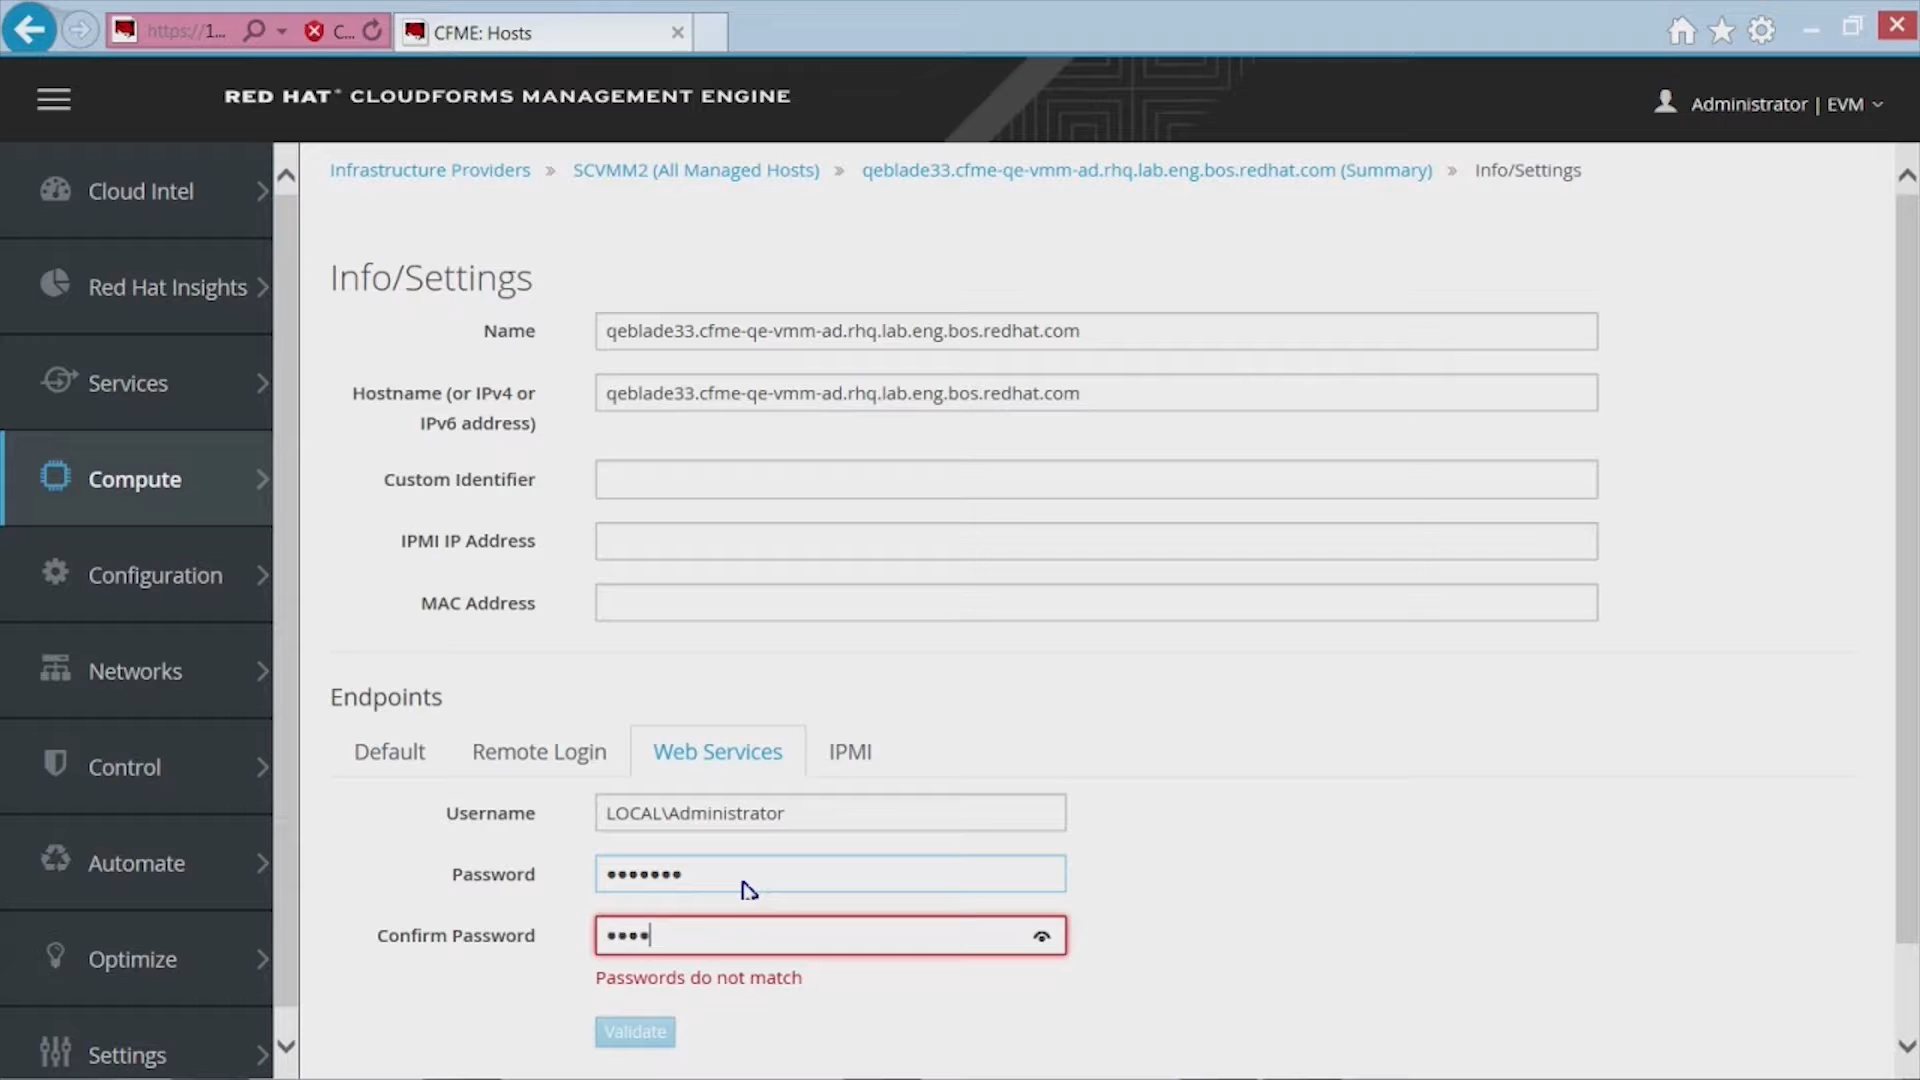 https://1...
C...
CFME: Hosts
RED HAT® CLOUDFORMS MANAGEMENT ENGINE
Administrator | EVM
Cloud Intel
Red Hat Insights
Services
Compute
Configuration
Networks
Control
Automate
Optimize
Settings
Infrastructure Providers » SCVMM2 (All Managed Hosts) » qeblade33.cfme-qe-vmm-ad.rhq.lab.eng.bos.redhat.com (Summary) » Info/Settings
Info/Settings
Name qeblade33.cfme-qe-vmm-ad.rhq.lab.eng.bos.redhat.com
Hostname (or IPv4 or
IPv6 address) qeblade33.cfme-qe-vmm-ad.rhq.lab.eng.bos.redhat.com
Custom Identifier
IPMI IP Address
MAC Address
Endpoints
Default Remote Login Web Services IPMI
Username LOCAL\Administrator
Password •••••••
Confirm Password ••••
Passwords do not match
Validate